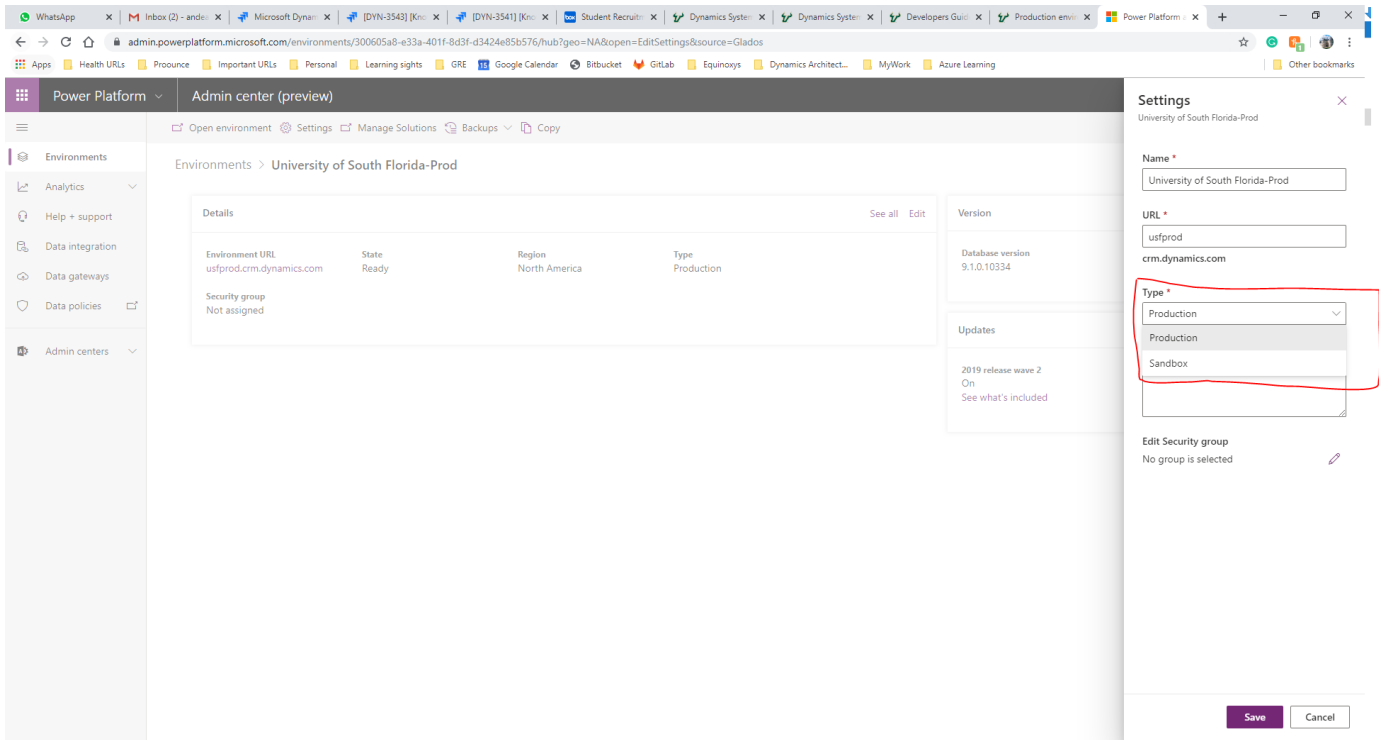 WhatsApp
Inbox (2) - andea
Microsoft Dynam
[DYN-3543] [Kno
[DYN-3541] [Kno
Student Recruite
Dynamics System
Dynamics System
Developers Guid
Production envir
Power Platform a
admin.powerplatform.microsoft.com/environments/300605a8-e33a-401f-8d3f-d3424e85b576/hub?geo=NA&open=EditSettings&source=Glados
Apps
Health URLs
Proounce
Important URLs
Personal
Learning sights
GRE
Google Calendar
Bitbucket
GitLab
Equinoxys
Dynamics Architect...
MyWork
Azure Learning
Other bookmarks
Power Platform
Admin center (preview)
Open environment
Settings
Manage Solutions
Backups
Copy
Environments
Analytics
Help + support
Data integration
Data gateways
Data policies
Admin centers
Environments > University of South Florida-Prod
Details
See all
Edit
Environment URL
usfprod.crm.dynamics.com
State
Ready
Region
North America
Type
Production
Security group
Not assigned
Version
Database version
9.1.0.10334
Updates
2019 release wave 2
On
See what's included
Settings
University of South Florida-Prod
Name *
University of South Florida-Prod
URL *
usfprod
crm.dynamics.com
Type *
Production
Production
Sandbox
Edit Security group
No group is selected
Save
Cancel